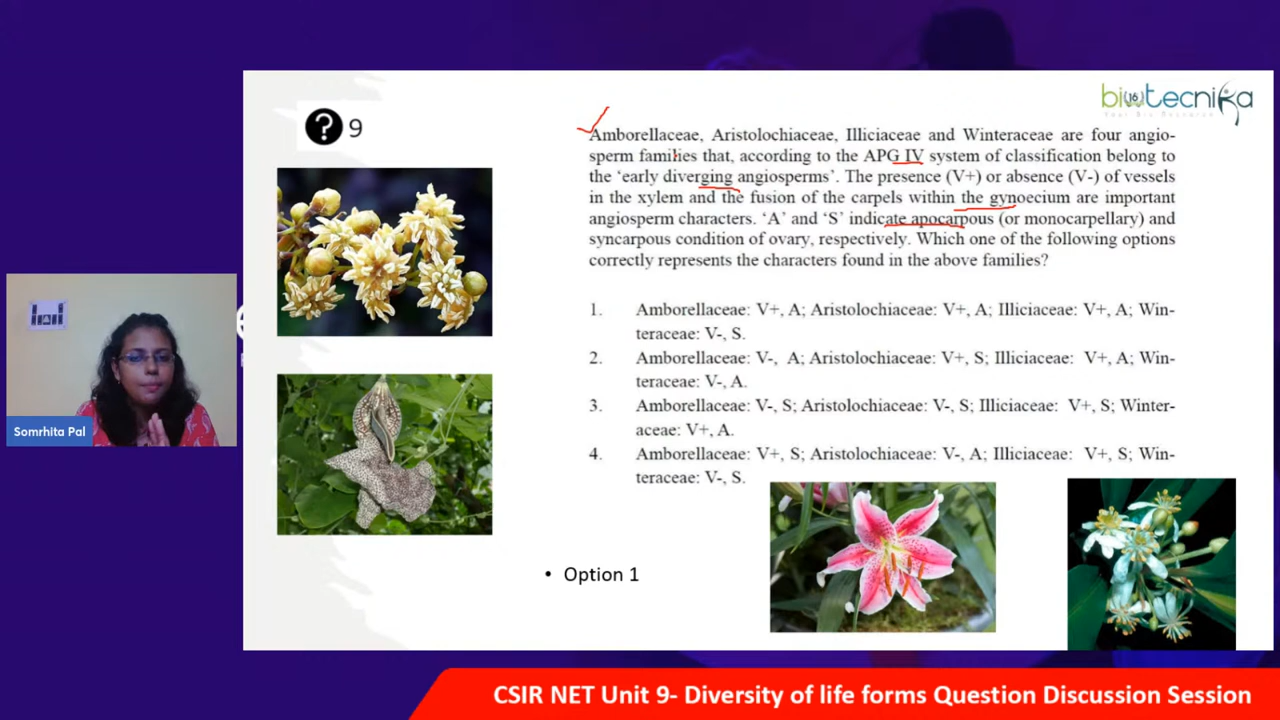 ? 9
biotecnika
Amborellaceae, Aristolochiaceae, Illiciaceae and Winteraceae are four angio-
sperm families that, according to the APG IV system of classification belong to
the ‘early diverging angiosperms’. The presence (V+) or absence (V-) of vessels
in the xylem and the fusion of the carpels within the gynoecium are important
angiosperm characters. ‘A’ and ‘S’ indicate apocarpous (or monocarpellary) and
syncarpous condition of ovary, respectively. Which one of the following options
correctly represents the characters found in the above families?
1. Amborellaceae: V+, A; Aristolochiaceae: V+, A; Illiciaceae: V+, A; Win-
teraceae: V-, S.
2. Amborellaceae: V-, A; Aristolochiaceae: V+, S; Illiciaceae: V+, A; Win-
teraceae: V-, A.
3. Amborellaceae: V-, S; Aristolochiaceae: V-, S; Illiciaceae: V+, S; Winter-
aceae: V+, A.
4. Amborellaceae: V+, S; Aristolochiaceae: V-, A; Illiciaceae: V+, S; Win-
teraceae: V-, S.
• Option 1
Somrhita Pal
CSIR NET Unit 9- Diversity of life forms Question Discussion Session